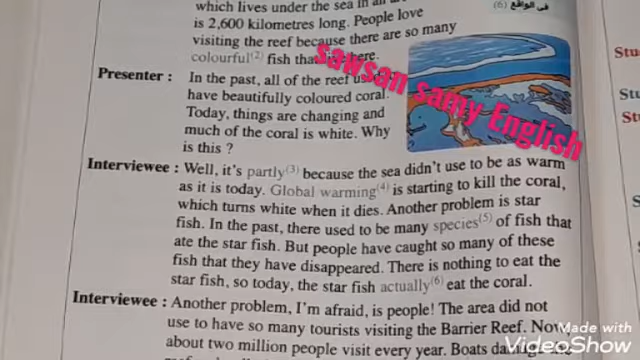 which lives under the sea in an
is 2,600 kilometres long. People love
visiting the reef because there are so many
colourful(2) fish that here.
في الواقع (6)
Presenter : In the past, all of the reef used
have beautifully coloured coral.
Today, things are changing and
much of the coral is white. Why
is this ?
sawsan samy English
Interviewee : Well, it's partly(3) because the sea didn't use to be as warm
as it is today. Global warming(4) is starting to kill the coral,
which turns white when it dies. Another problem is star
fish. In the past, there used to be many species(5) of fish that
ate the star fish. But people have caught so many of these
fish that they have disappeared. There is nothing to eat the
star fish, so today, the star fish actually(6) eat the coral.
Interviewee : Another problem, I'm afraid, is people! The area did not
use to have so many tourists visiting the Barrier Reef. Now,
about two million people visit every year. Boats
Stu
Stu
St
Made with
VideoShow